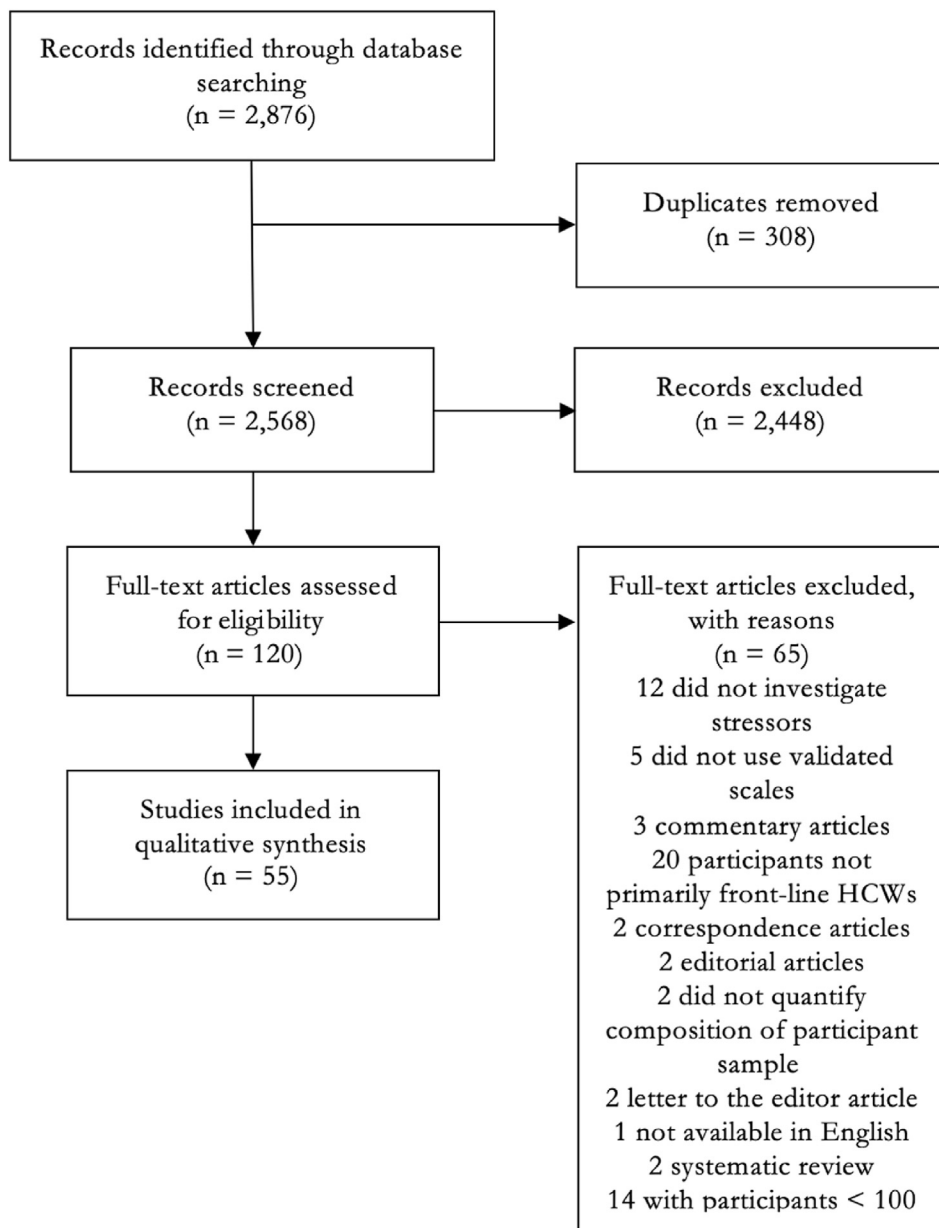 Records identified through database
searching
(n = 2,876)
Duplicates removed
(n = 308)
Records screened
(n = 2,568)
Records excluded
(n = 2,448)
Full-text articles assessed
for eligibility
(n = 120)
Full-text articles excluded,
with reasons
(n = 65)
12 did not investigate
stressors
5 did not use validated
scales
3 commentary articles
20 participants not
primarily front-line HCWs
2 correspondence articles
2 editorial articles
2 did not quantify
composition of participant
sample
2 letter to the editor article
1 not available in English
2 systematic review
14 with participants < 100
Studies included in
qualitative synthesis
(n = 55)